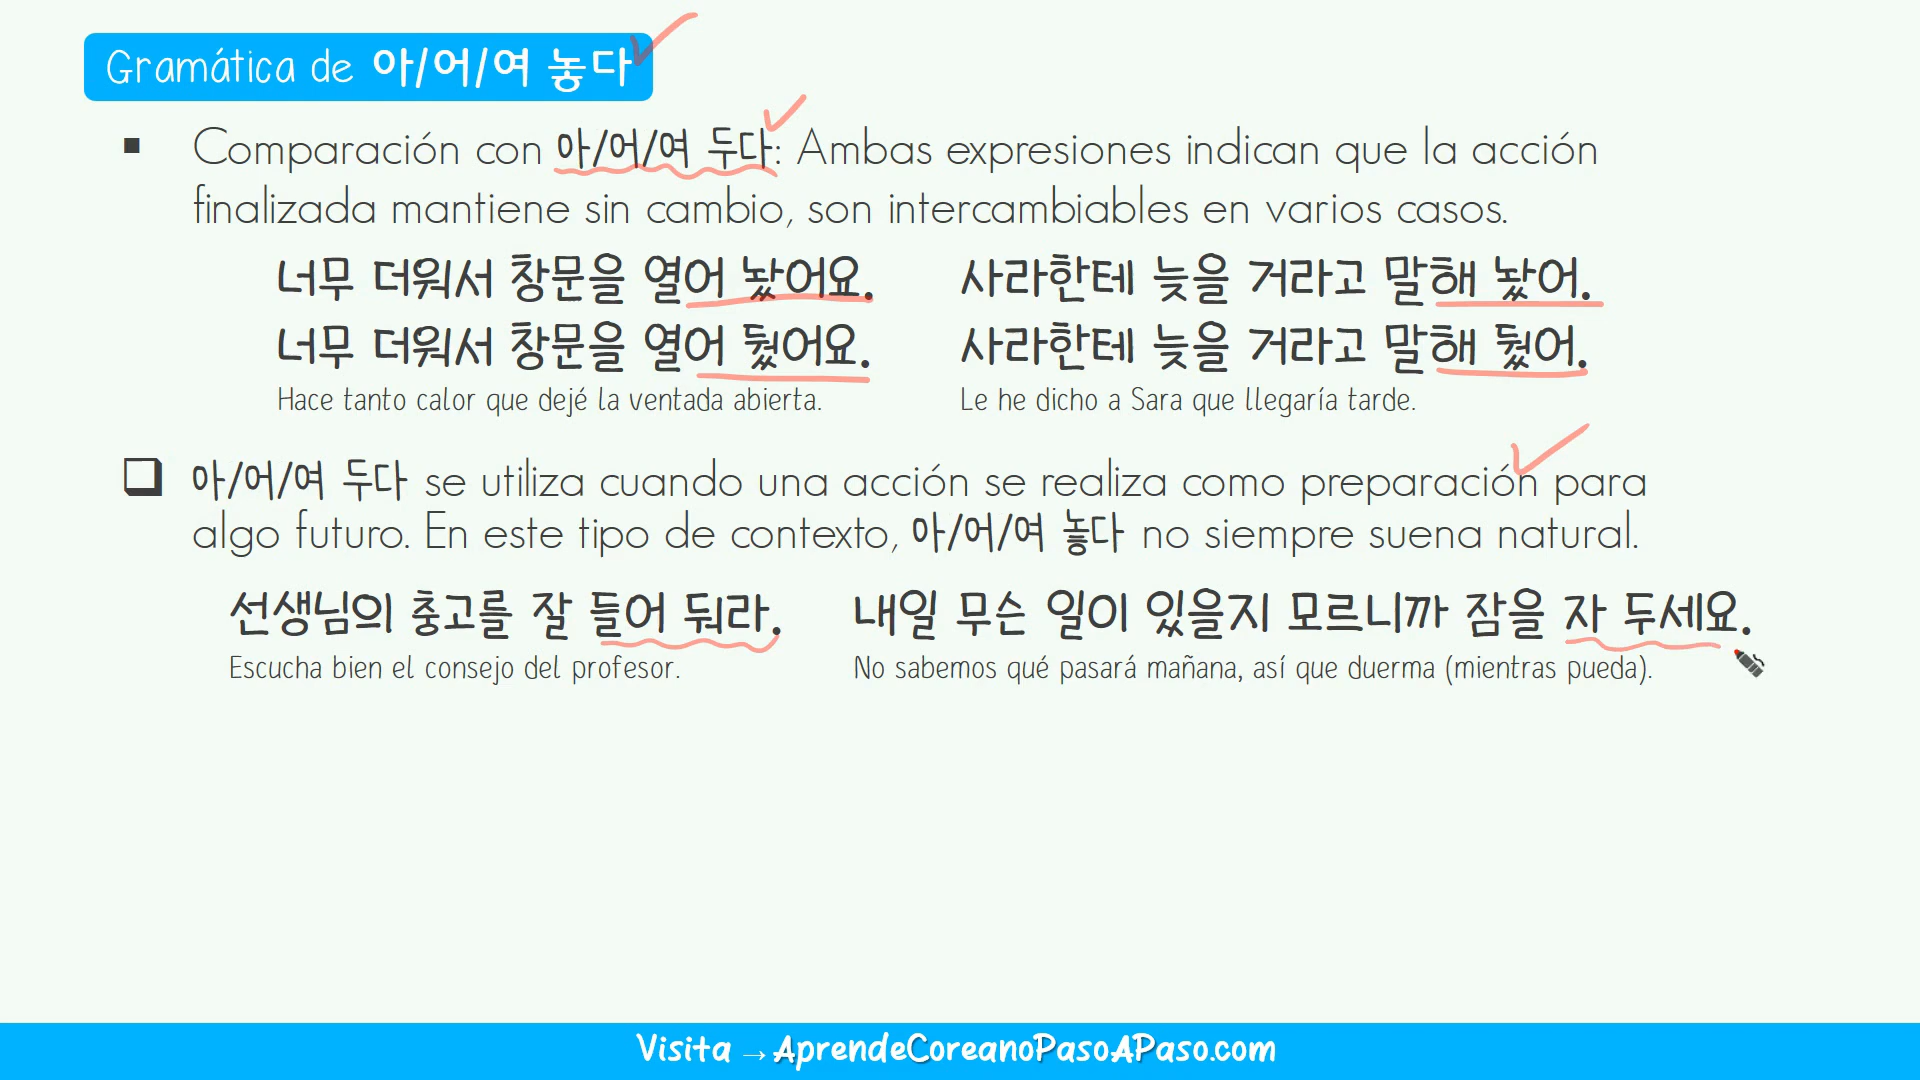 Gramática de 아/어/여 놓다
Comparación con 아/어/여 두다: Ambas expresiones indican que la acción
finalizada mantiene sin cambio, son intercambiables en varios casos.
너무 더워서 창문을 열어 놨어요.
너무 더워서 창문을 열어 뒀어요.
Hace tanto calor que dejé la ventada abierta.
사라한테 늦을 거라고 말해 놨어.
사라한테 늦을 거라고 말해 뒀어.
Le he dicho a Sara que llegaría tarde.
아/어/여 두다 se utiliza cuando una acción se realiza como preparación para
algo futuro. En este tipo de contexto, 아/어/여 놓다 no siempre suena natural.
선생님의 충고를 잘 들어 둬라.
Escucha bien el consejo del profesor.
내일 무슨 일이 있을지 모르니까 잠을 자 두세요.
No sabemos qué pasará mañana, así que duerma (mientras pueda).
Visita → AprendeCoreanoPasoAPaso.com